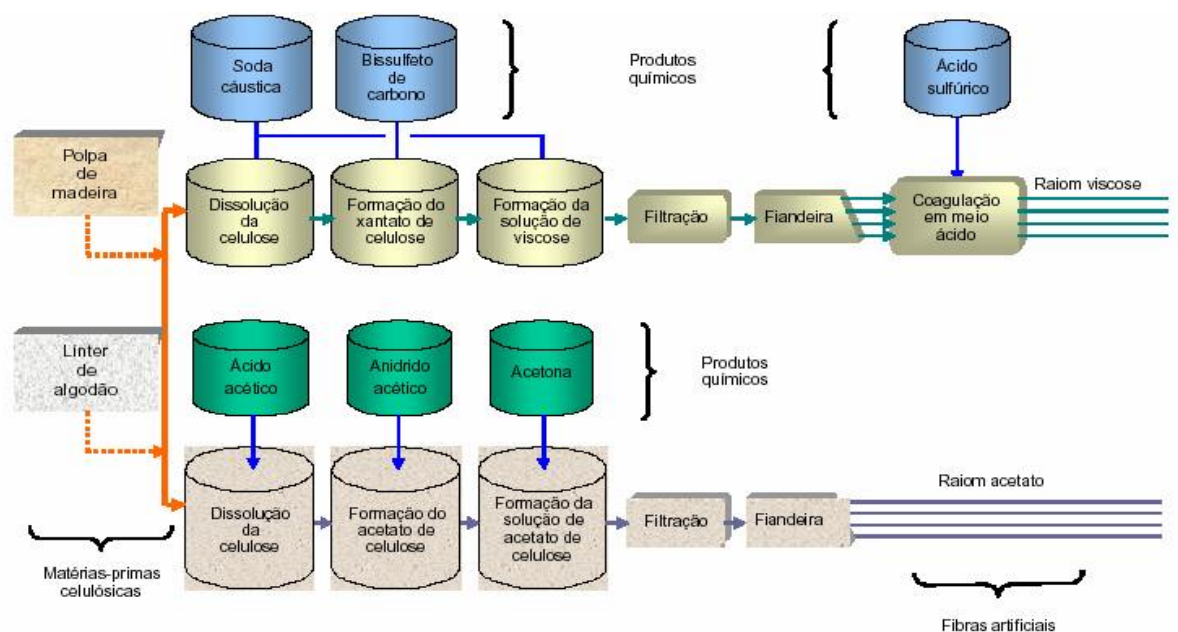 Soda
cáustica
Bissulfeto
de
carbono
Produtos
químicos
Ácido
sulfúrico
Polpa
de
madeira
Dissolução
da
celulose
Formação do
xantato de
celulose
Formação da
solução de
viscose
Filtração
Fiandeira
Coagulação
em meio
ácido
Raiom viscose
Línter
de
algodão
Ácido
acético
Anidrido
acético
Acetona
Produtos
químicos
Dissolução
da
celulose
Formação do
acetato de
celulose
Formação da
solução de
acetato de
celulose
Filtração
Fiandeira
Raiom acetato
Matérias-primas
celulósicas
Fibras artificiais